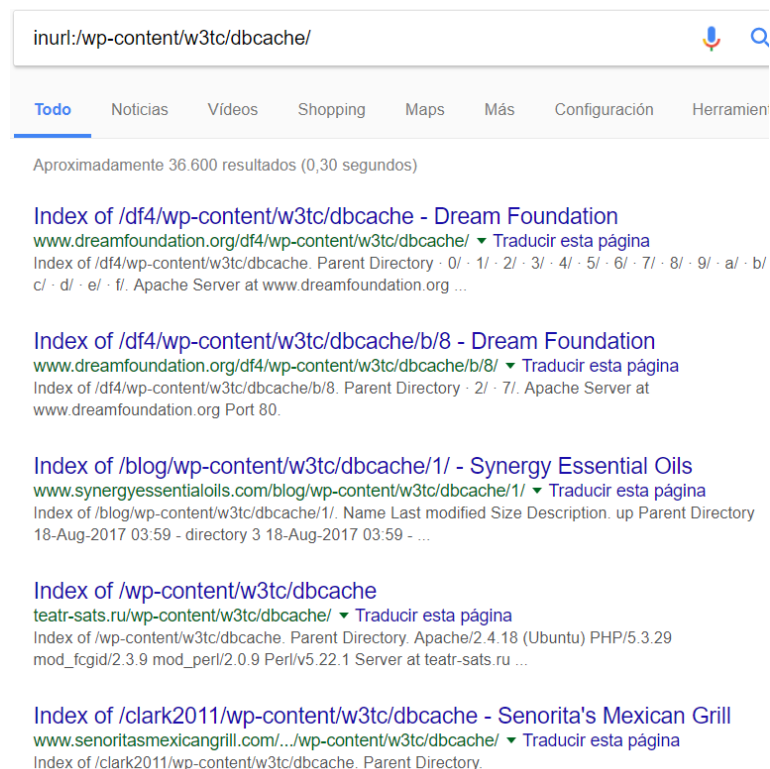 inurl:/wp-content/w3tc/dbcache/
Todo Noticias Vídeos Shopping Maps Más Configuración Herramient
Aproximadamente 36.600 resultados (0,30 segundos)
Index of /df4/wp-content/w3tc/dbcache - Dream Foundation
www.dreamfoundation.org/df4/wp-content/w3tc/dbcache/ ▼ Traducir esta página
Index of /df4/wp-content/w3tc/dbcache. Parent Directory · 0/ · 1/ · 2/ · 3/ · 4/ · 5/ · 6/ · 7/ · 8/ · 9/ · a/ · b/
c/ · d/ · e/ · f/. Apache Server at www.dreamfoundation.org ...
Index of /df4/wp-content/w3tc/dbcache/b/8 - Dream Foundation
www.dreamfoundation.org/df4/wp-content/w3tc/dbcache/b/8/ ▼ Traducir esta página
Index of /df4/wp-content/w3tc/dbcache/b/8. Parent Directory · 2/ · 7/. Apache Server at
www.dreamfoundation.org Port 80.
Index of /blog/wp-content/w3tc/dbcache/1/ - Synergy Essential Oils
www.synergyessentialoils.com/blog/wp-content/w3tc/dbcache/1/ ▼ Traducir esta página
Index of /blog/wp-content/w3tc/dbcache/1/. Name Last modified Size Description. up Parent Directory
18-Aug-2017 03:59 - directory 3 18-Aug-2017 03:59 - ...
Index of /wp-content/w3tc/dbcache
teatr-sats.ru/wp-content/w3tc/dbcache/ ▼ Traducir esta página
Index of /wp-content/w3tc/dbcache. Parent Directory. Apache/2.4.18 (Ubuntu) PHP/5.3.29
mod_fcgid/2.3.9 mod_perl/2.0.9 Perl/v5.22.1 Server at teatr-sats.ru ...
Index of /clark2011/wp-content/w3tc/dbcache - Senorita's Mexican Grill
www.senoritasmexicangrill.com/.../wp-content/w3tc/dbcache/ ▼ Traducir esta página
Index of /clark2011/wp-content/w3tc/dbcache. Parent Directory.